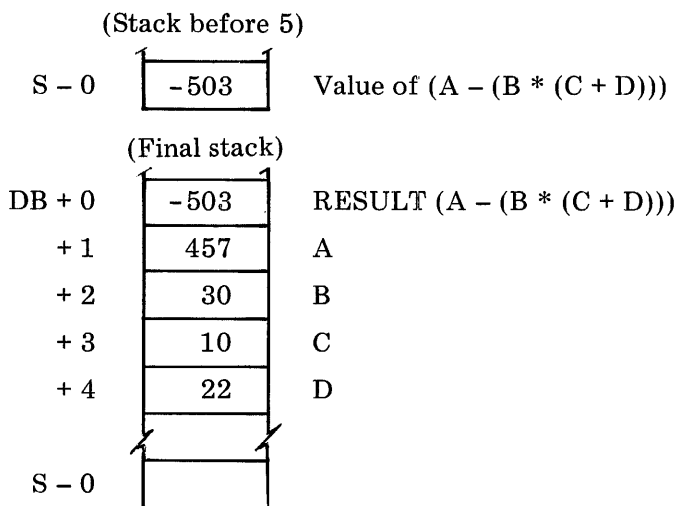 (Stack before 5)
S – 0 -503 Value of (A – (B * (C + D)))
(Final stack)
DB + 0 -503 RESULT (A – (B * (C + D)))
+ 1 457 A
+ 2 30 B
+ 3 10 C
+ 4 22 D
S – 0